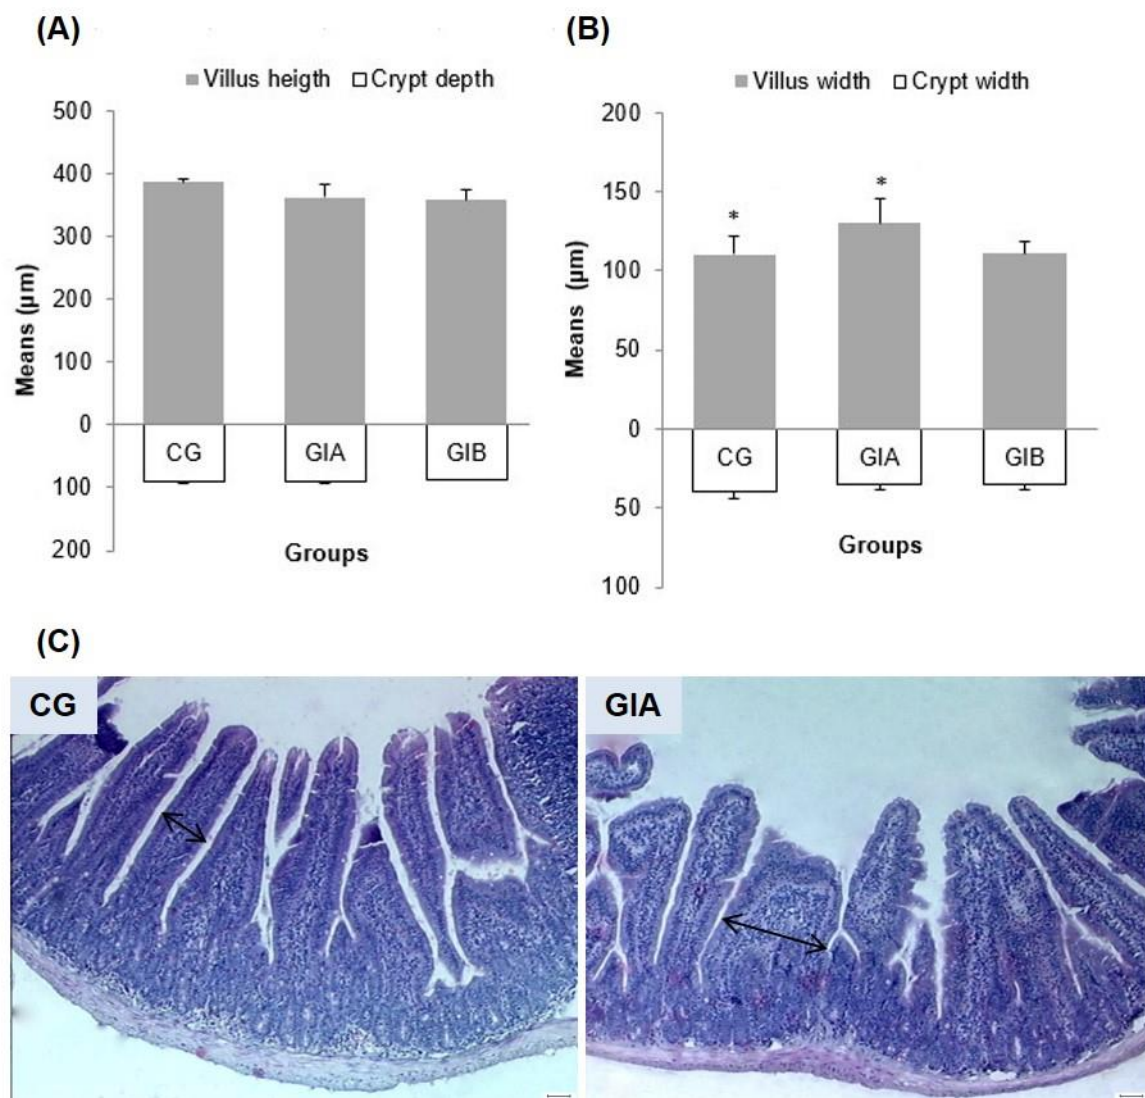 (A)
Villus heigth Crypt depth
500
400
300
200
100
0
100
200
Means (µm)
CG GIA GIB
Groups
(B)
Villus width Crypt width
200
150
100
50
0
50
100
Means (µm)
* *
CG GIA GIB
Groups
(C)
CG
GIA